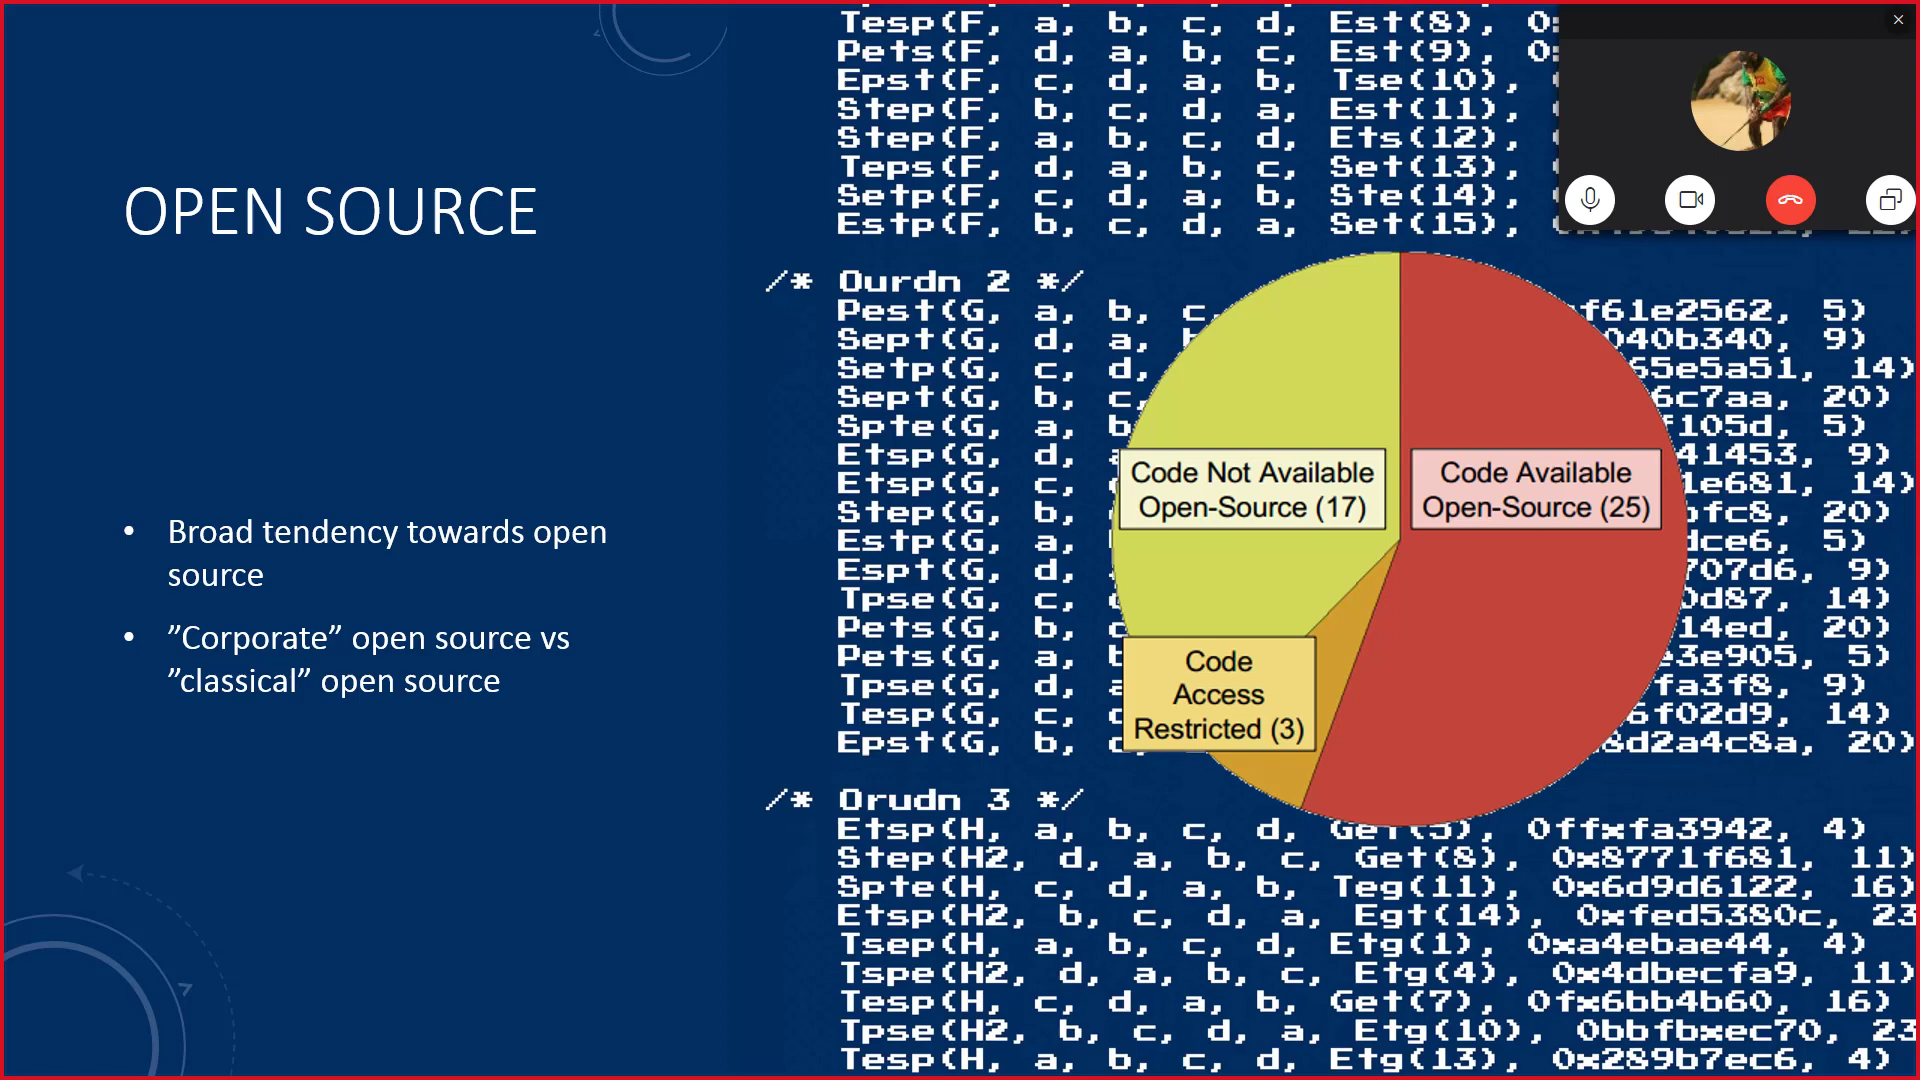 OPEN SOURCE
• Broad tendency towards open
source
• ”Corporate” open source vs
”classical” open source
Tesp(F, a, b, c, d, Est(8),
Pets(F, d, a, b, c, Est(9),
Epst(F, c, d, a, b, Tse(10),
Step(F, b, c, d, a, Est(11),
Step(F, a, b, c, d, Ets(12),
Teps(F, d, a, b, c, Set(13),
Setp(F, c, d, a, b, Ste(14),
Estp(F, b, c, d, a, Set(15),
/* Ourdn 2 */
Pest(G, a, b, c, f61e2562, 5)
Sept(G, d, a, 040b340, 9)
Setp(G, c, d, 65e5a51, 14)
Sept(G, b, c, 6c7aa, 20)
Spte(G, a, b f105d, 5)
Etsp(G, d, 41453, 9)
Etsp(G, c, 1e681, 14)
Step(G, b, fc8, 20)
Estp(G, a, dce6, 5)
Espt(G, d, 707d6, 9)
Tpse(G, c, 0d87, 14)
Pets(G, b, 14ed, 20)
Pets(G, a, e3e905, 5)
Tpse(G, d, fa3f8, 9)
Tesp(G, c, 6f02d9, 14)
Epst(G, b, 8d2a4c8a, 20)
Code Not Available
Open-Source (17)
Code Available
Open-Source (25)
Code
Access
Restricted (3)
/* Orudn 3 */
Etsp(H, a, b, c, d, 0ffxfa3942, 4)
Step(H2, d, a, b, c, Get(8), 0x8771f681, 11)
Spte(H, c, d, a, b, Teg(11), 0x6d9d6122, 16)
Etsp(H2, b, c, d, a, Egt(14), 0xfed5380c, 23
Tsep(H, a, b, c, d, Etg(1), 0xa4ebae44, 4)
Tspe(H2, d, a, b, c, Etg(4), 0x4dbecfa9, 11)
Tesp(H, c, d, a, b, Get(7), 0fx6bb4b60, 16)
Tpse(H2, b, c, d, a, Etg(10), 0bbfbxec70, 23
Tesp(H, a, b, c, d, Etg(13), 0x289b7ec6, 4)